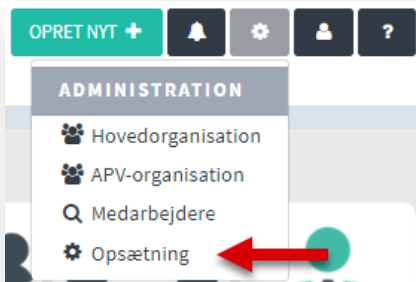 OPRET NYT +
?
ADMINISTRATION
Hovedorganisation
APV-organisation
Medarbejdere
Opsætning